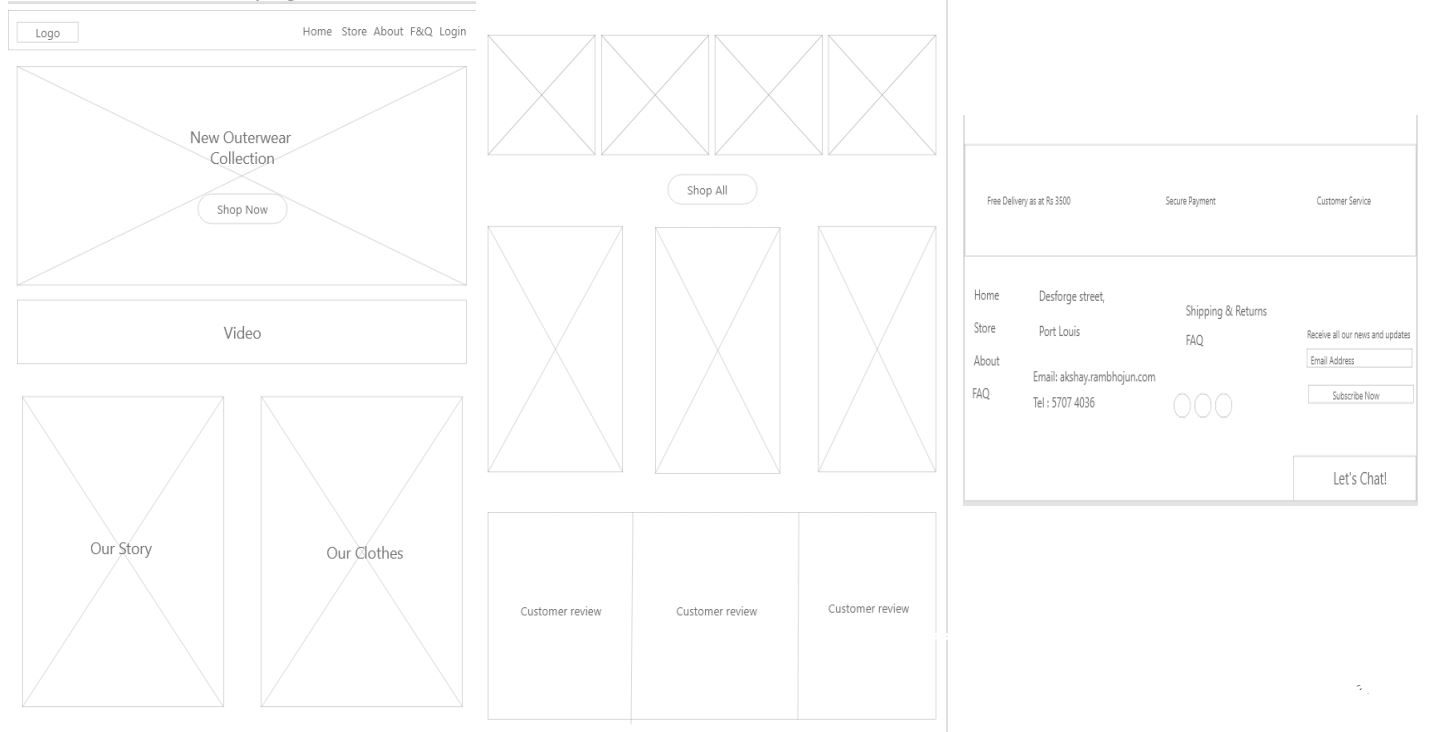 Logo
Home Store About F&Q Login
New Outerwear
Collection
Shop Now
Video
Our Story
Our Clothes
Shop All
Customer review
Customer review
Customer review
Free Delivery as at Rs 3500
Secure Payment
Customer Service
Home
Store
About
FAQ
Desforge street,
Port Louis
Email: akshay.rambhojun.com
Tel : 5707 4036
Shipping & Returns
FAQ
Receive all our news and updates
Email Address
Subscribe Now
Let's Chat!